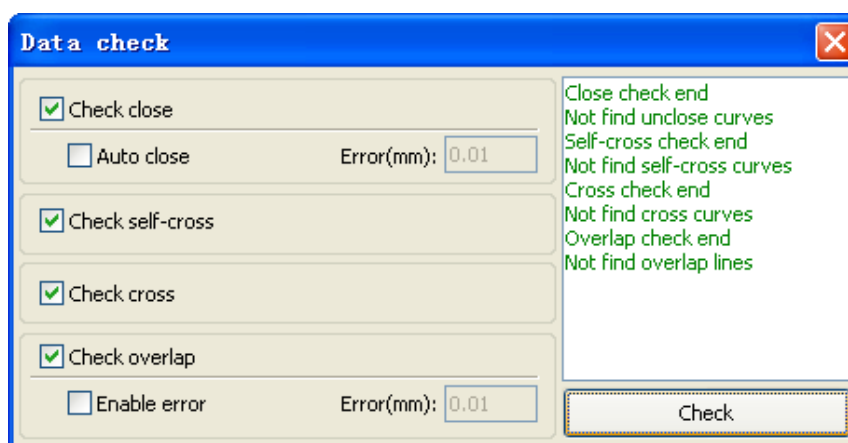 Data check
Check close
Auto close Error(mm): 0.01
Check self-cross
Check cross
Check overlap
Enable error Error(mm): 0.01
Close check end
Not find unclose curves
Self-cross check end
Not find self-cross curves
Cross check end
Not find cross curves
Overlap check end
Not find overlap lines
Check